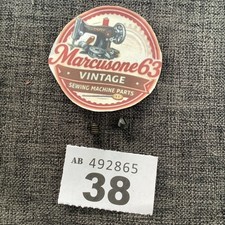 Marcusone63
VINTAGE
SEWING MACHINE PARTS
AB 492865
38